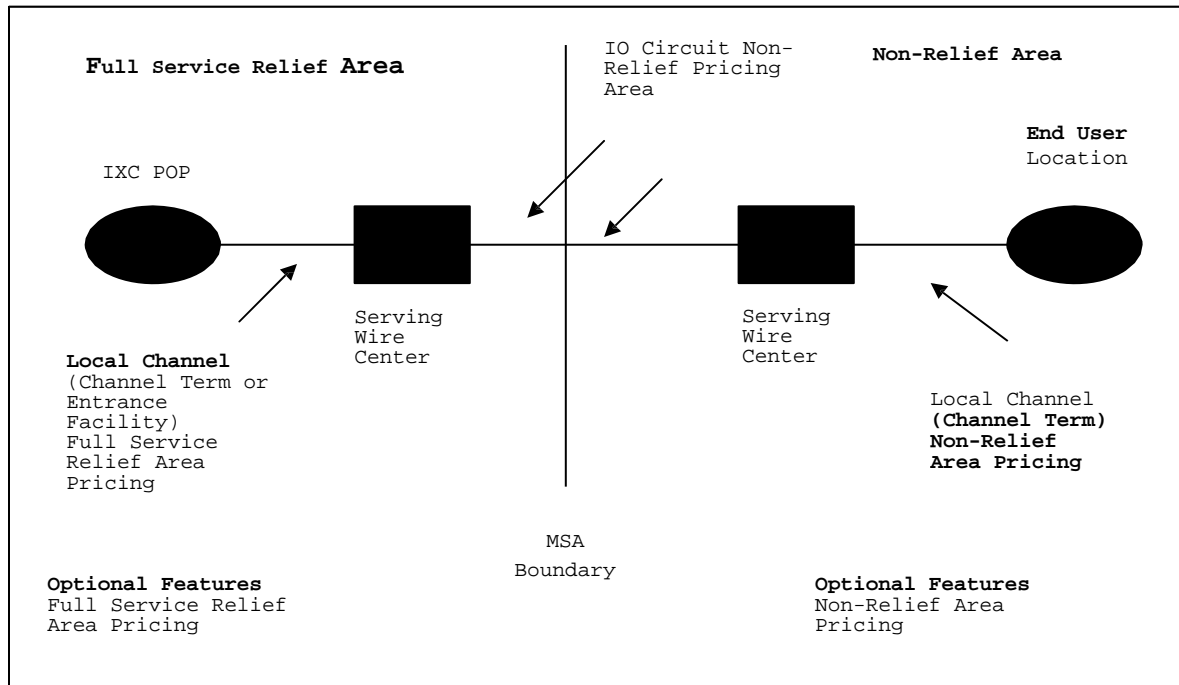 Full Service Relief Area
IO Circuit Non-
Relief Pricing
Area
Non-Relief Area
IXC POP
End User
Location
Serving
Wire
Center
Serving
Wire
Center
Local Channel
(Channel Term or
Entrance
Facility)
Full Service
Relief Area
Pricing
Local Channel
(Channel Term)
Non-Relief
Area Pricing
MSA
Boundary
Optional Features
Full Service Relief
Area Pricing
Optional Features
Non-Relief Area
Pricing